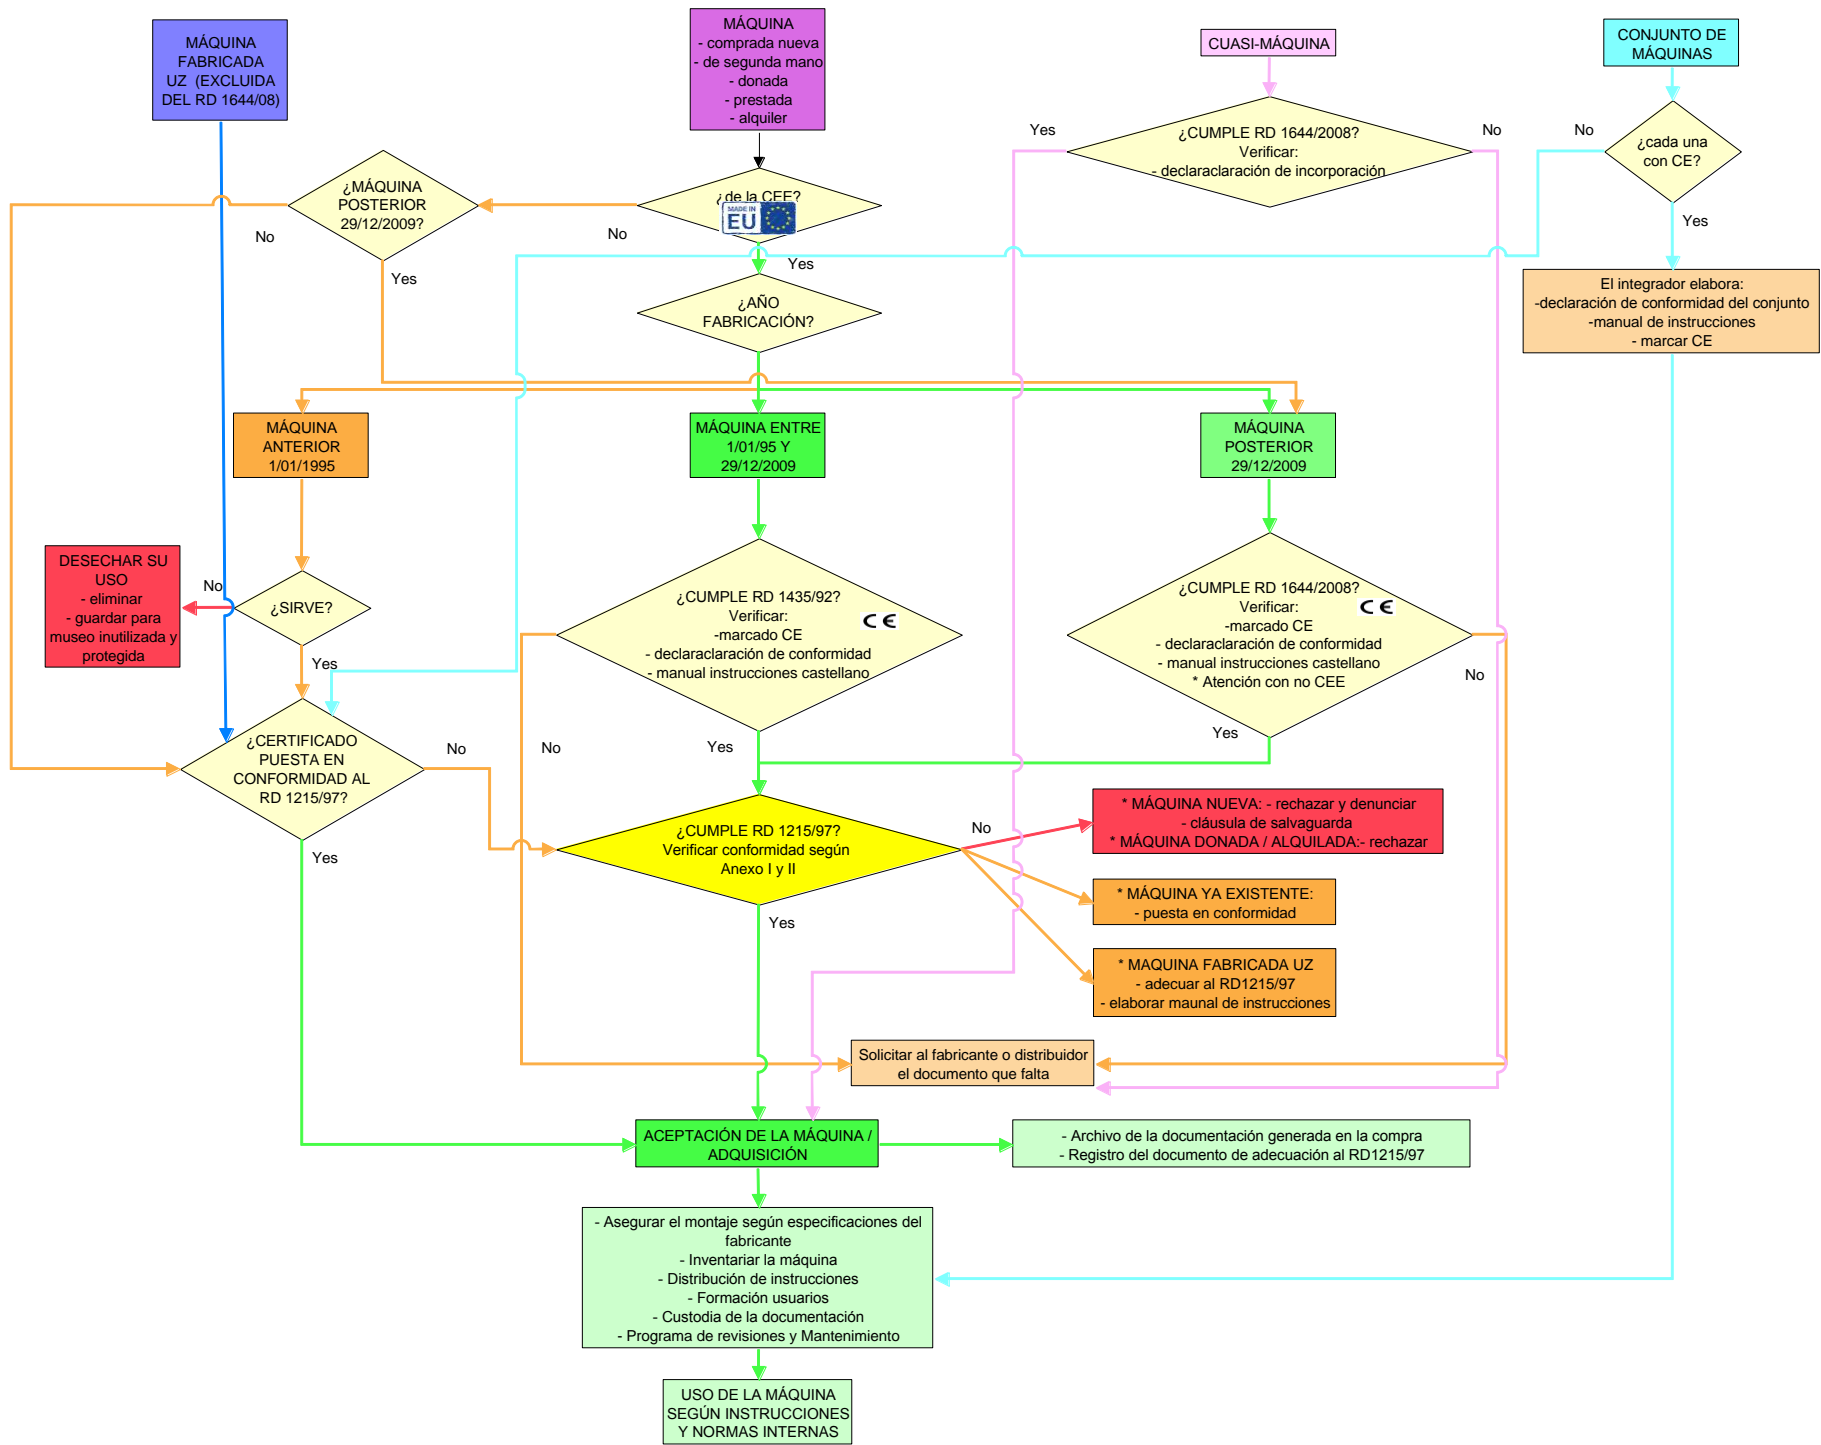 MÁQUINA
FABRICADA
UZ (EXCLUIDA
DEL RD 1644/08)
MÁQUINA
- comprada nueva
- de segunda mano
- donada
- prestada
- alquiler
CUASI-MÁQUINA
CONJUNTO DE
MÁQUINAS
¿MÁQUINA
POSTERIOR
29/12/2009?
No
Yes
¿de la CEE?
MADE IN
EU
No
Yes
Yes
¿CUMPLE RD 1644/2008?
Verificar:
- declaraclaración de incorporación
No
No
¿cada una
con CE?
Yes
¿AÑO
FABRICACIÓN?
El integrador elabora:
-declaración de conformidad del conjunto
-manual de instrucciones
- marcar CE
MÁQUINA
ANTERIOR
1/01/1995
MÁQUINA ENTRE
1/01/95 Y
29/12/2009
MÁQUINA
POSTERIOR
29/12/2009
DESECHAR SU
USO
- eliminar
- guardar para
museo inutilizada y
protegida
No
¿SIRVE?
Yes
¿CUMPLE RD 1435/92?
Verificar:
-marcado CE
- declaraclaración de conformidad
- manual instrucciones castellano
CE
No
Yes
¿CUMPLE RD 1644/2008?
Verificar:
-marcado CE
- declaraclaración de conformidad
- manual instrucciones castellano
* Atención con no CEE
CE
No
Yes
¿CERTIFICADO
PUESTA EN
CONFORMIDAD AL
RD 1215/97?
No
Yes
¿CUMPLE RD 1215/97?
Verificar conformidad según
Anexo I y II
No
Yes
* MÁQUINA NUEVA: - rechazar y denunciar
- cláusula de salvaguarda
* MÁQUINA DONADA / ALQUILADA:- rechazar
* MÁQUINA YA EXISTENTE:
- puesta en conformidad
* MAQUINA FABRICADA UZ
- adecuar al RD1215/97
- elaborar maunal de instrucciones
Solicitar al fabricante o distribuidor
el documento que falta
ACEPTACIÓN DE LA MÁQUINA /
ADQUISICIÓN
- Archivo de la documentación generada en la compra
- Registro del documento de adecuación al RD1215/97
- Asegurar el montaje según especificaciones del
fabricante
- Inventariar la máquina
- Distribución de instrucciones
- Formación usuarios
- Custodia de la documentación
- Programa de revisiones y Mantenimiento
USO DE LA MÁQUINA
SEGÚN INSTRUCCIONES
Y NORMAS INTERNAS